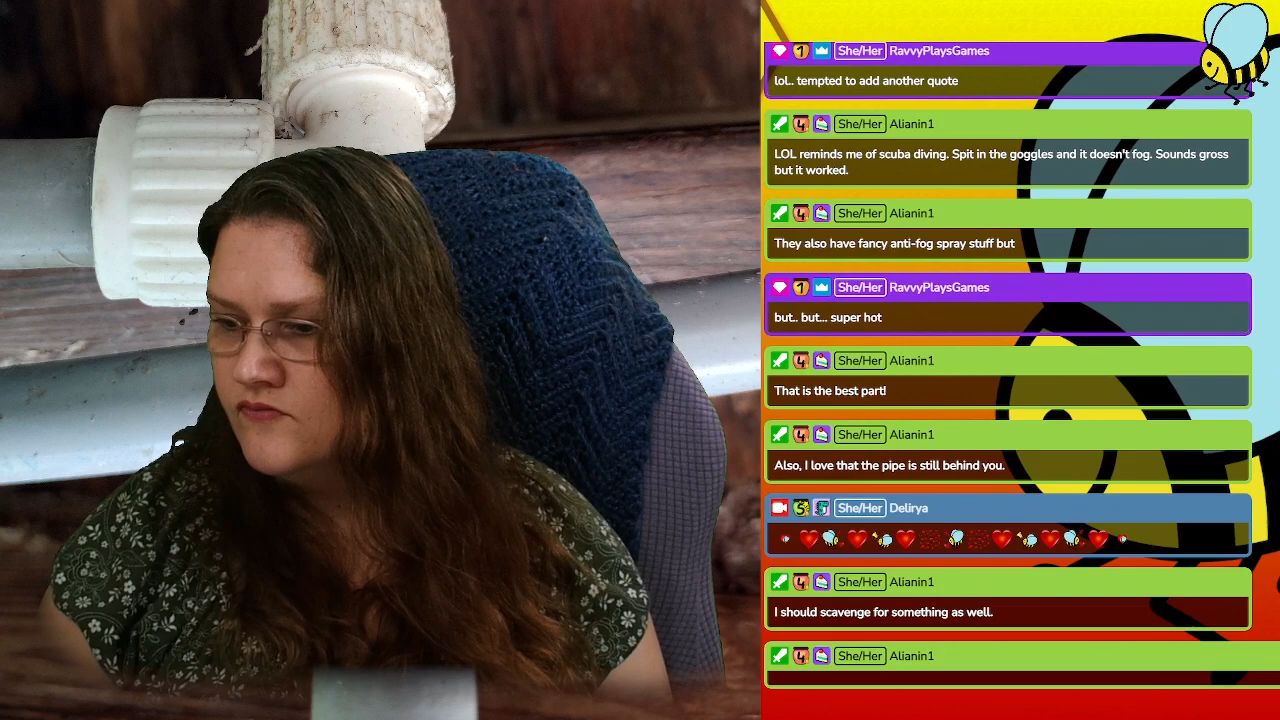 She/Her RavvyPlaysGames
lol.. tempted to add another quote
She/Her Alianin1
LOL reminds me of scuba diving. Spit in the goggles and it doesn't fog. Sounds gross
but it worked.
She/Her Alianin1
They also have fancy anti-fog spray stuff but
She/Her RavvyPlaysGames
but.. but... super hot
She/Her Alianin1
That is the best part!
She/Her Alianin1
Also, I love that the pipe is still behind you.
She/Her Delirya
She/Her Alianin1
I should scavenge for something as well.
She/Her Alianin1